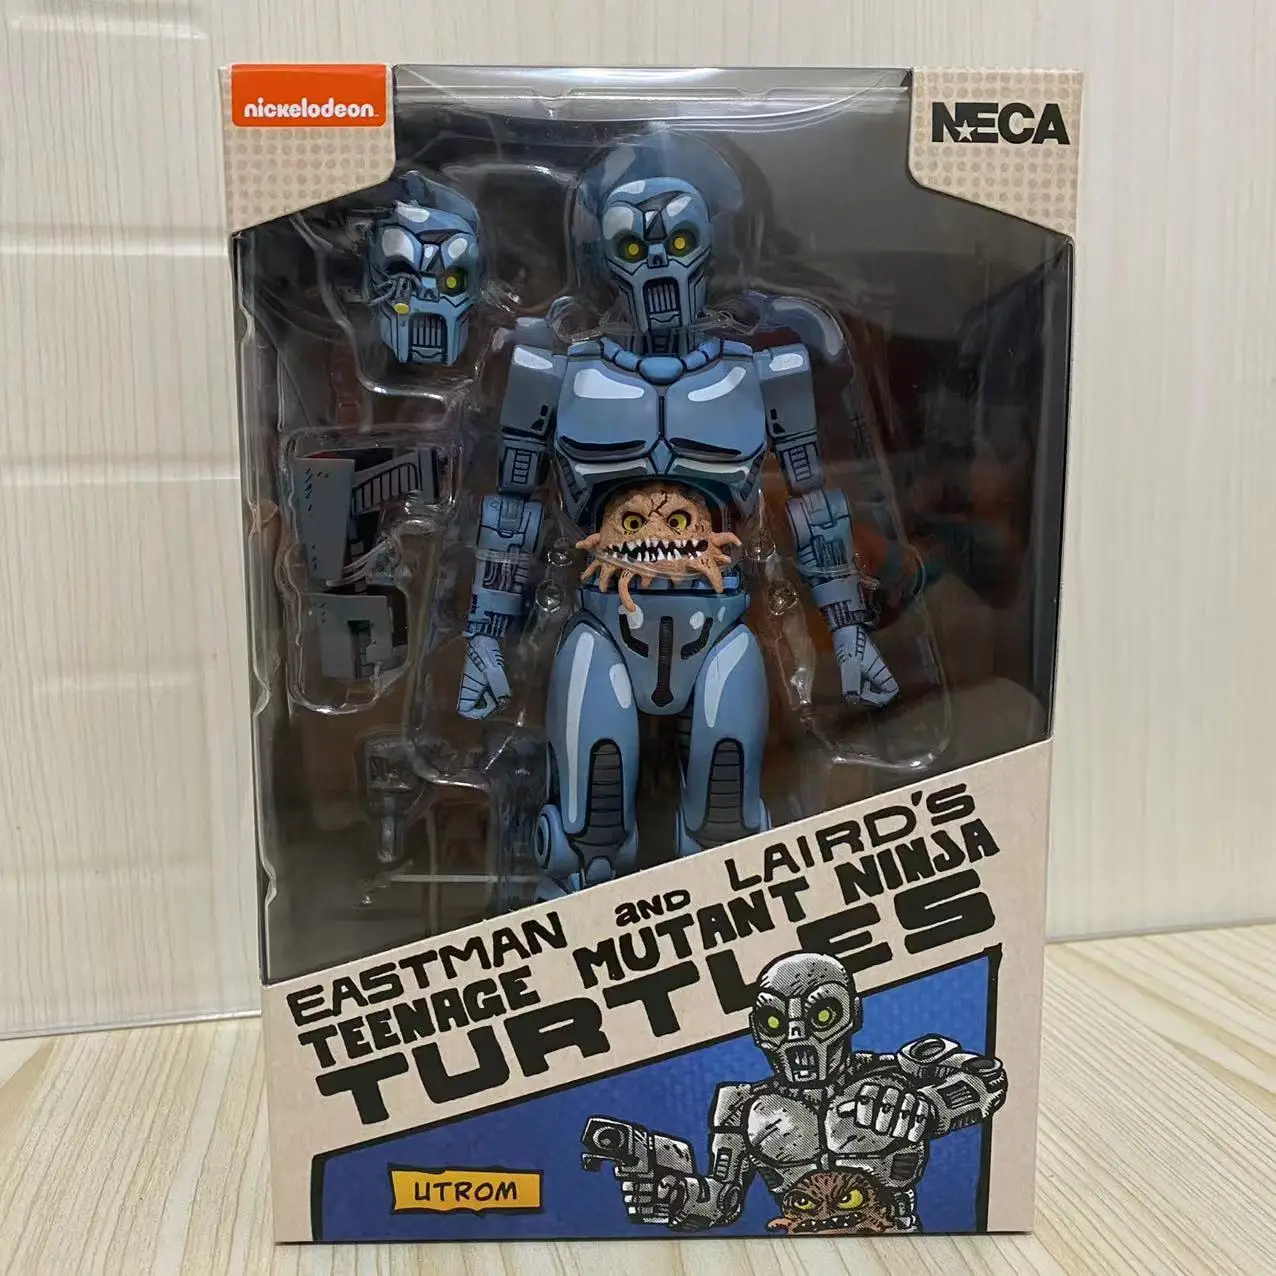 nickelodeon
NECA
EASTMAN AND LAIRD'S
TEENAGE MUTANT NINJA
TURTLES
UTROM